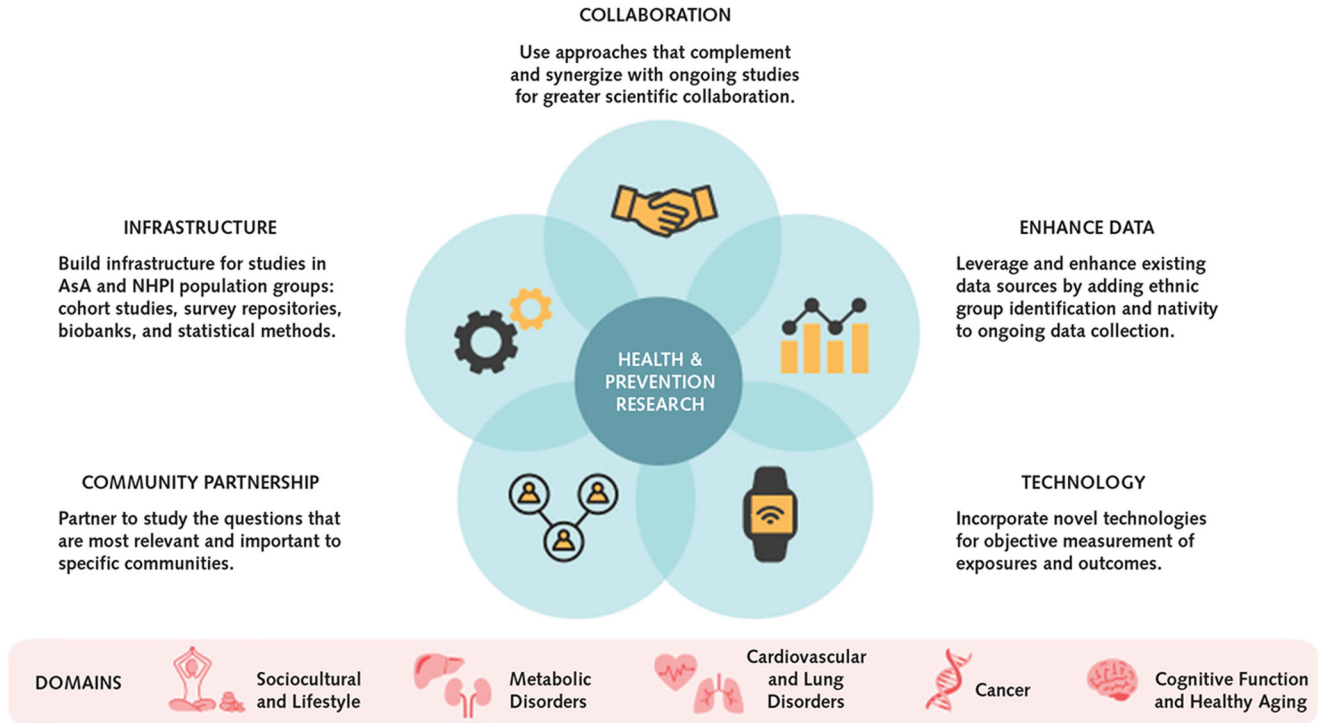 COLLABORATION
Use approaches that complement
and synergize with ongoing studies
for greater scientific collaboration.
INFRASTRUCTURE
Build infrastructure for studies in
AsA and NHPI population groups:
cohort studies, survey repositories,
biobanks, and statistical methods.
ENHANCE DATA
Leverage and enhance existing
data sources by adding ethnic
group identification and nativity
to ongoing data collection.
HEALTH &
PREVENTION
RESEARCH
COMMUNITY PARTNERSHIP
Partner to study the questions that
are most relevant and important to
specific communities.
TECHNOLOGY
Incorporate novel technologies
for objective measurement of
exposures and outcomes.
DOMAINS
Sociocultural
and Lifestyle
Metabolic
Disorders
Cardiovascular
and Lung
Disorders
Cancer
Cognitive Function
and Healthy Aging